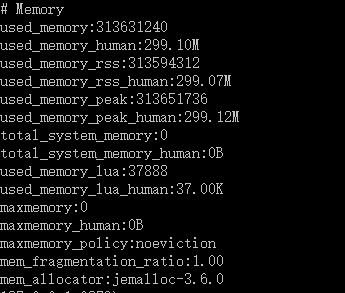 # Memory
used_memory:313631240
used_memory_human:299.10M
used_memory_rss:313594312
used_memory_rss_human:299.07M
used_memory_peak:313651736
used_memory_peak_human:299.12M
total_system_memory:0
total_system_memory_human:0B
used_memory_lua:37888
used_memory_lua_human:37.00K
maxmemory:0
maxmemory_human:0B
maxmemory_policy:noeviction
mem_fragmentation_ratio:1.00
mem_allocator:jemalloc-3.6.0